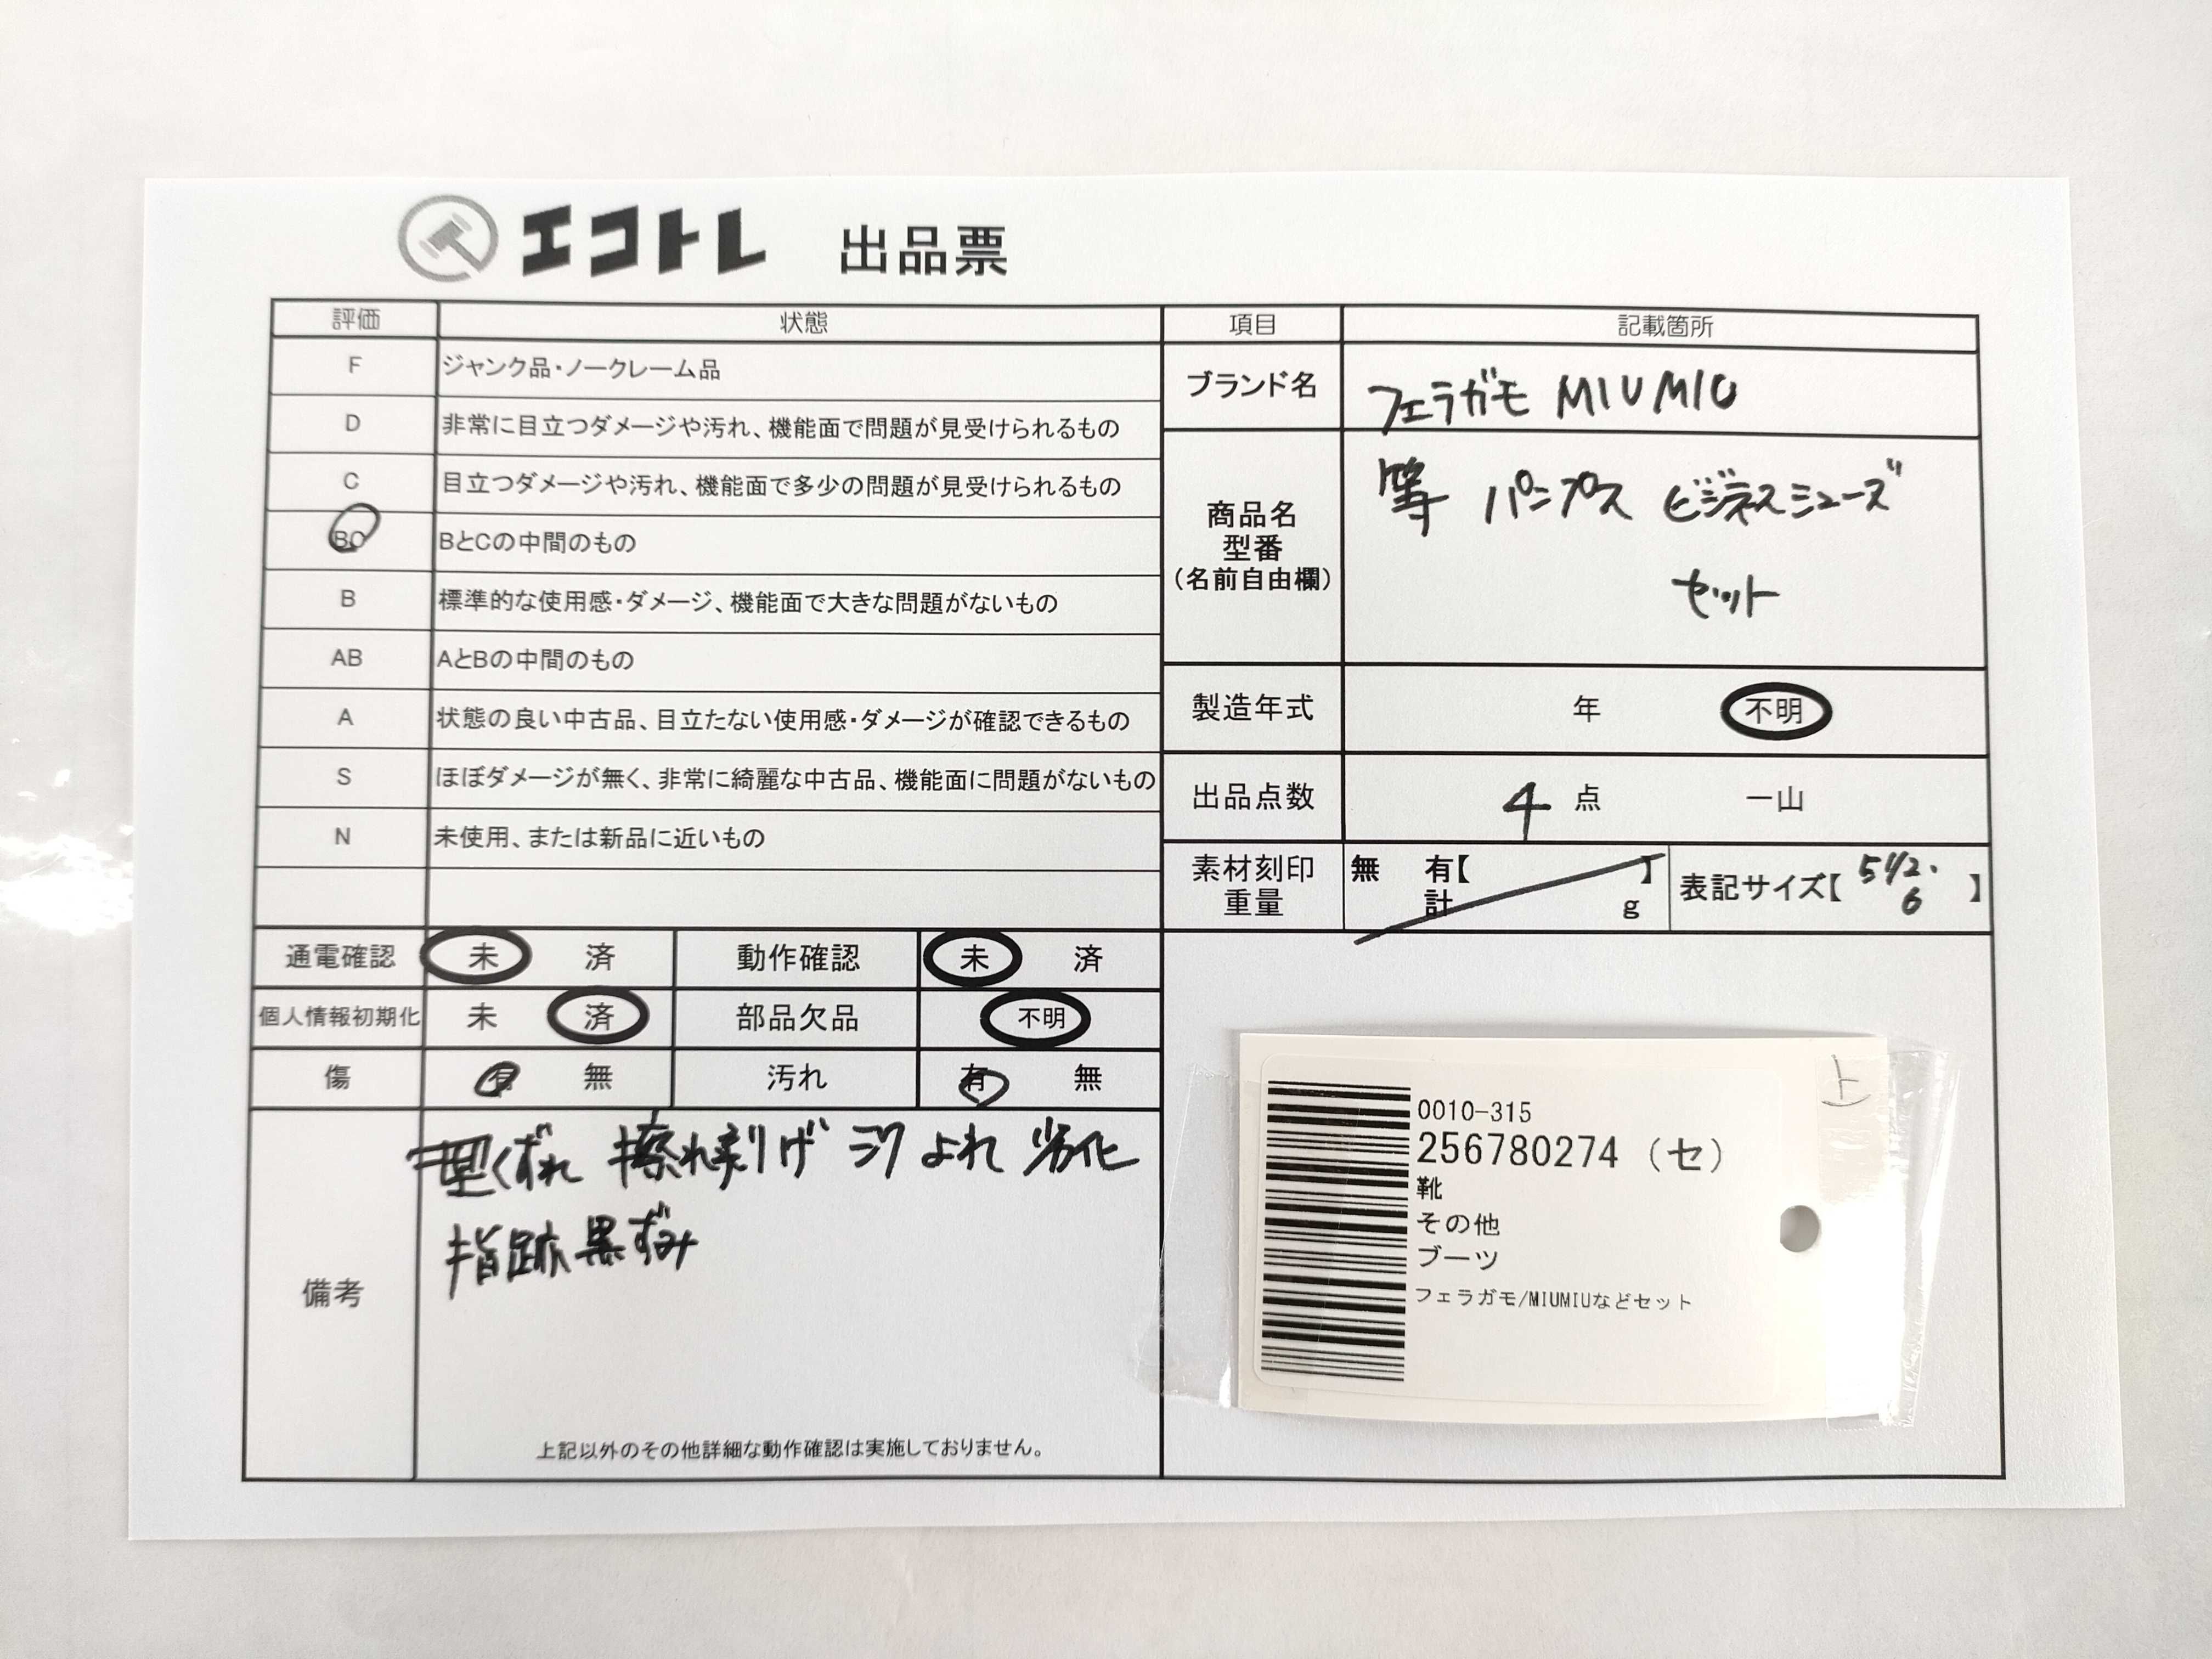 エコトレ 出品票
評価 状態
F ジャンク品・ノークレーム品
D 非常に目立つダメージや汚れ、機能面で問題が見受けられるもの
C 目立つダメージや汚れ、機能面で多少の問題が見受けられるもの
BC BとCの中間のもの
B 標準的な使用感・ダメージ、機能面で大きな問題がないもの
AB AとBの中間のもの
A 状態の良い中古品、目立たない使用感・ダメージが確認できるもの
S ほぼダメージが無く、非常に綺麗な中古品、機能面に問題がないもの
N 未使用、または新品に近いもの
通電確認 未 済 動作確認 未 済
個人情報初期化 未 済 部品欠品 不明
傷 有 無 汚れ 有 無
備考
型くずれ 擦れ剥げ シワ よれ 劣化
指跡黒ずみ
上記以外のその他詳細な動作確認は実施しておりません。
項目 記載箇所
ブランド名 フェラガモ MIUMIU
商品名
型番
(名前自由欄)
等 パンプス ビジネスシューズ
セット
製造年式 年 不明
出品点数 4 点 一山
素材刻印
重量
無 有【 】
計 g
表記サイズ【 5 1/2・
6 】
上
0010-315
256780274 (セ)
靴
その他
ブーツ
フェラガモ/MIUMIUなどセット